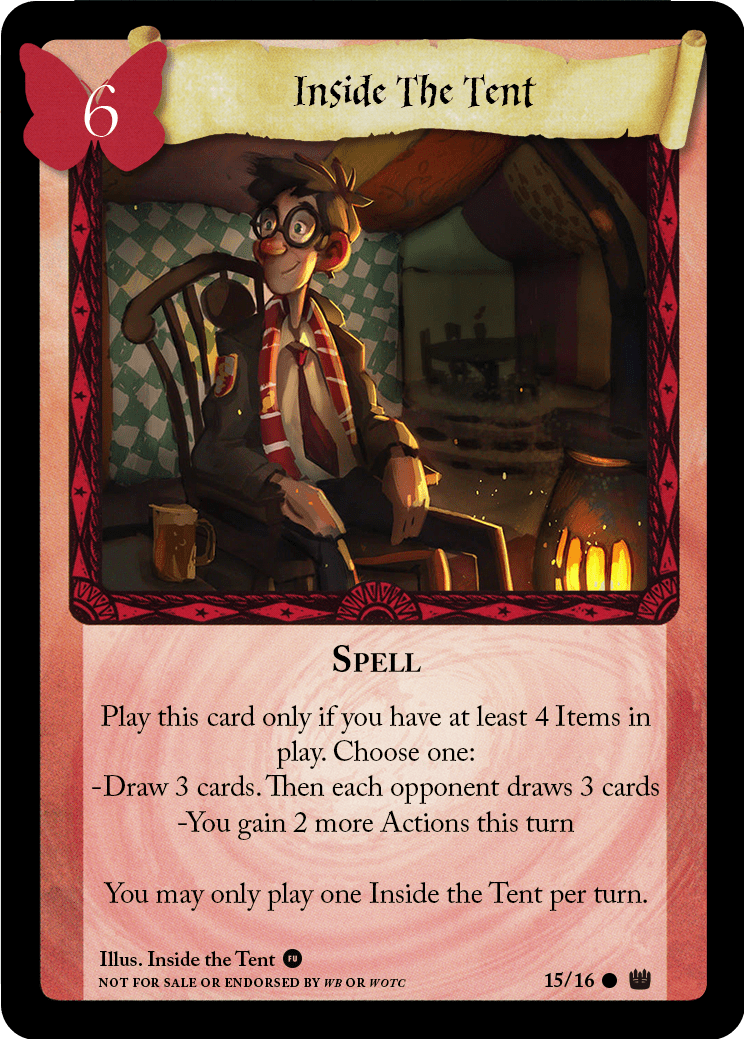 6
Inside The Tent
SPELL
Play this card only if you have at least 4 Items in
play. Choose one:
-Draw 3 cards. Then each opponent draws 3 cards
-You gain 2 more Actions this turn
You may only play one Inside the Tent per turn.
Illus. Inside the Tent FU
NOT FOR SALE OR ENDORSED BY WB OR WOTC
15/16